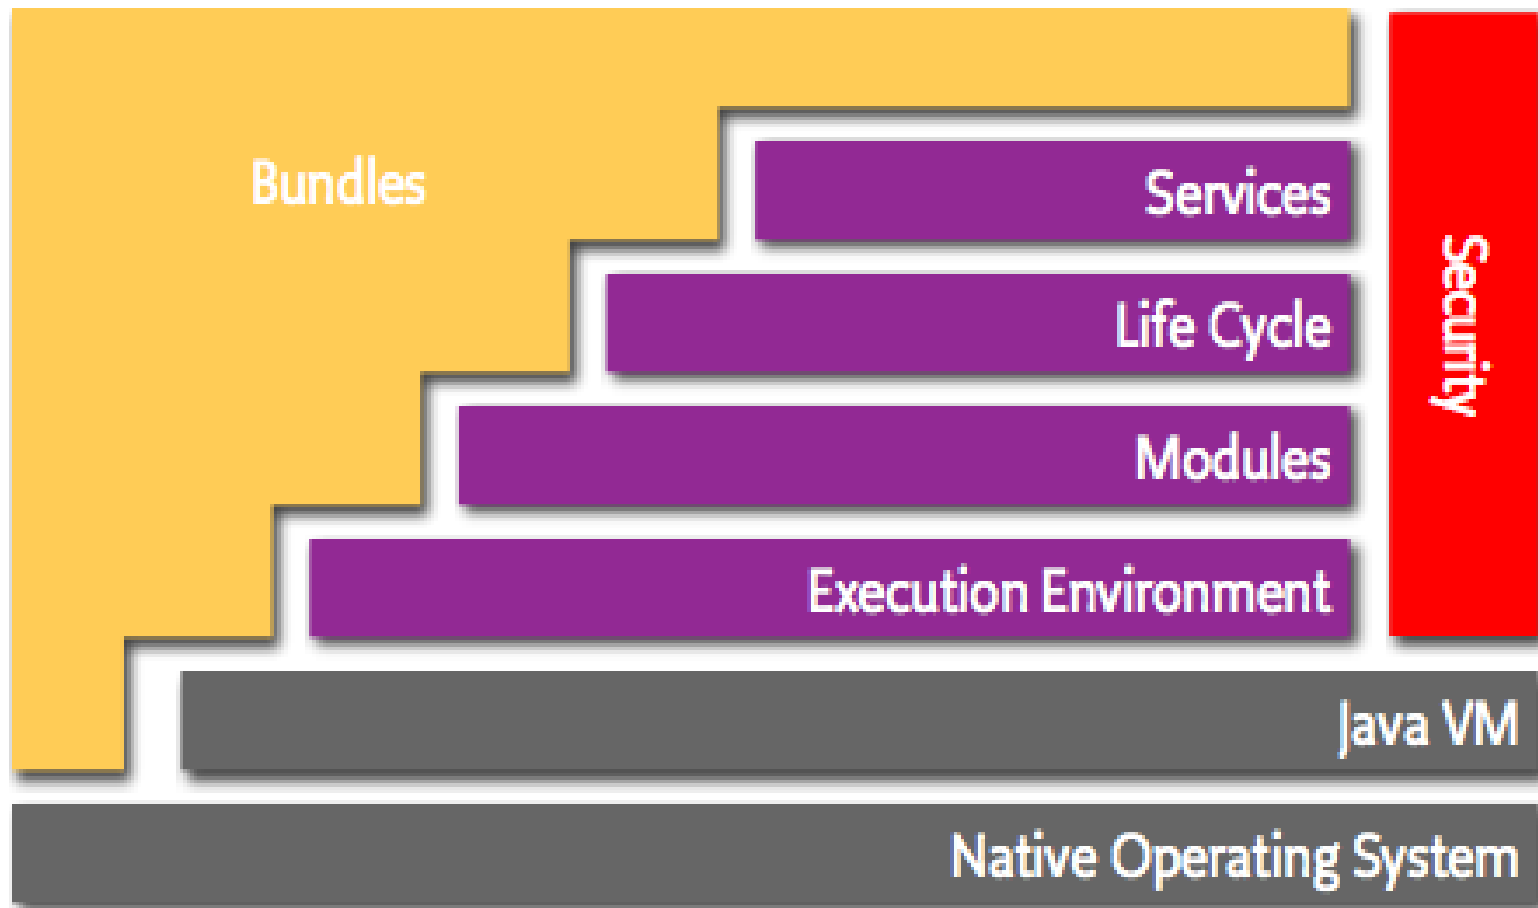 Bundles
Services
Life Cycle
Modules
Execution Environment
Security
Java VM
Native Operating System